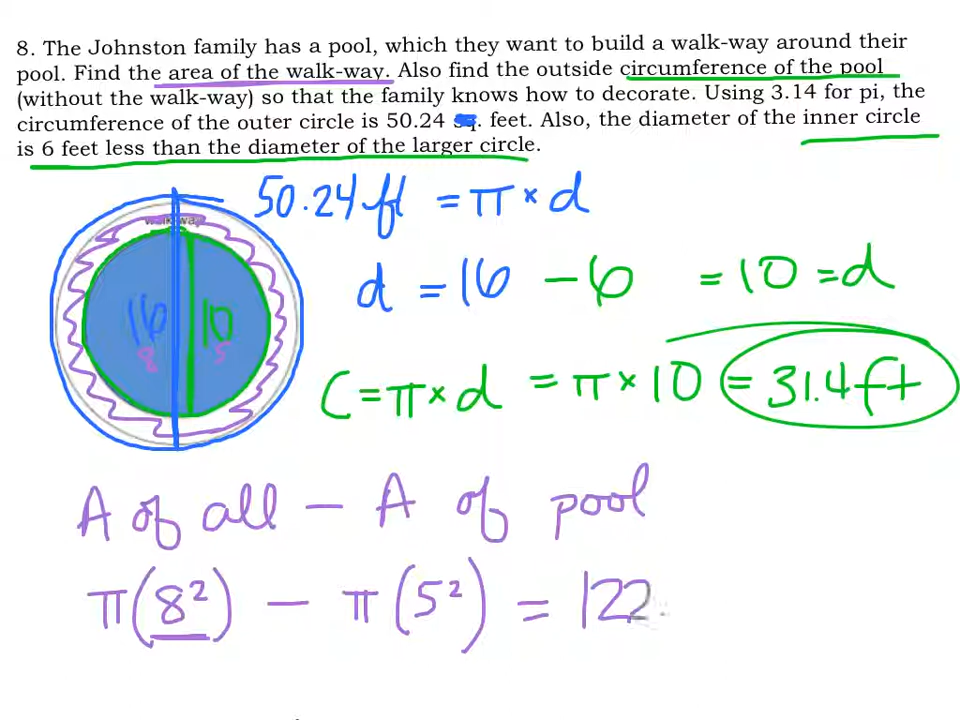 8. The Johnston family has a pool, which they want to build a walk-way around their
pool. Find the area of the walk-way. Also find the outside circumference of the pool
(without the walk-way) so that the family knows how to decorate. Using 3.14 for pi, the
circumference of the outer circle is 50.24 sq. feet. Also, the diameter of the inner circle
is 6 feet less than the diameter of the larger circle.
50.24 ft = π × d
walk-way
d = 16 - 6 = 10 = d
16 10
8 5
C = π × d = π × 10 = 31.4 ft
A of all - A of pool
π(8²) - π(5²) = 122.